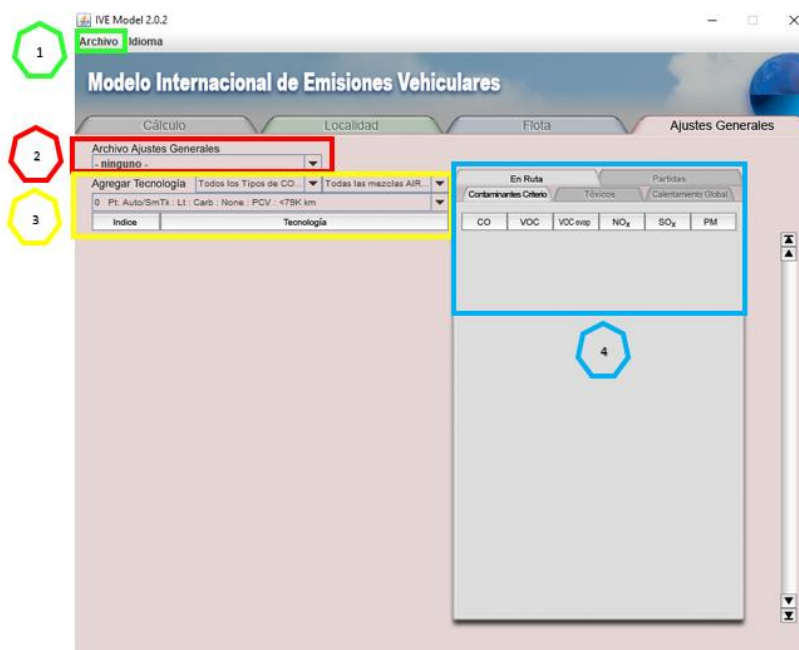 IVE Model 2.0.2
Archivo Idioma
1
Modelo Internacional de Emisiones Vehiculares
Cálculo Localidad Flota Ajustes Generales
2
Archivo Ajustes Generales
- ninguno -
3
Agregar Tecnología Todos los Tipos de CO... Todas las mezclas AIR...
0 Pt: Auto/SmTk : Lt : Carb : None : PCV : <79K km
Indice Tecnología
En Ruta Partidas
Contaminantes Criterio Tóxicos Calentamiento Global
CO VOC VOC evap NOx SOx PM
4